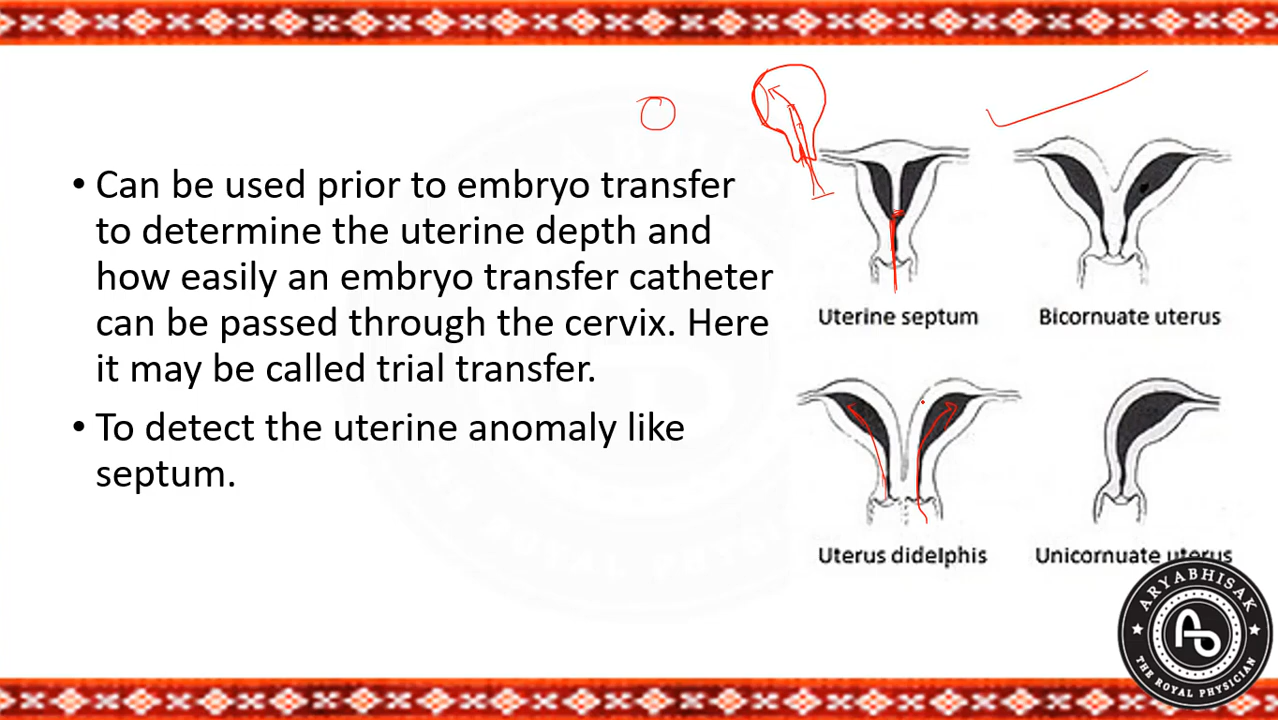 • Can be used prior to embryo transfer
to determine the uterine depth and
how easily an embryo transfer catheter
can be passed through the cervix. Here
it may be called trial transfer.
• To detect the uterine anomaly like
septum.
Uterine septum
Bicornuate uterus
Uterus didelphis
Unicornuate uterus
ARYABHISAK
THE ROYAL PHYSICIAN